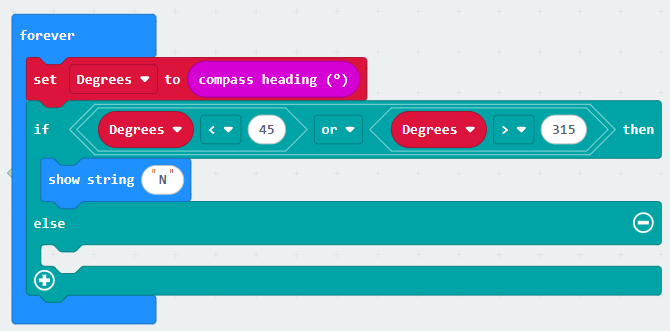 forever
set Degrees to compass heading (º)
if Degrees < 45 or Degrees > 315 then
show string "N"
else